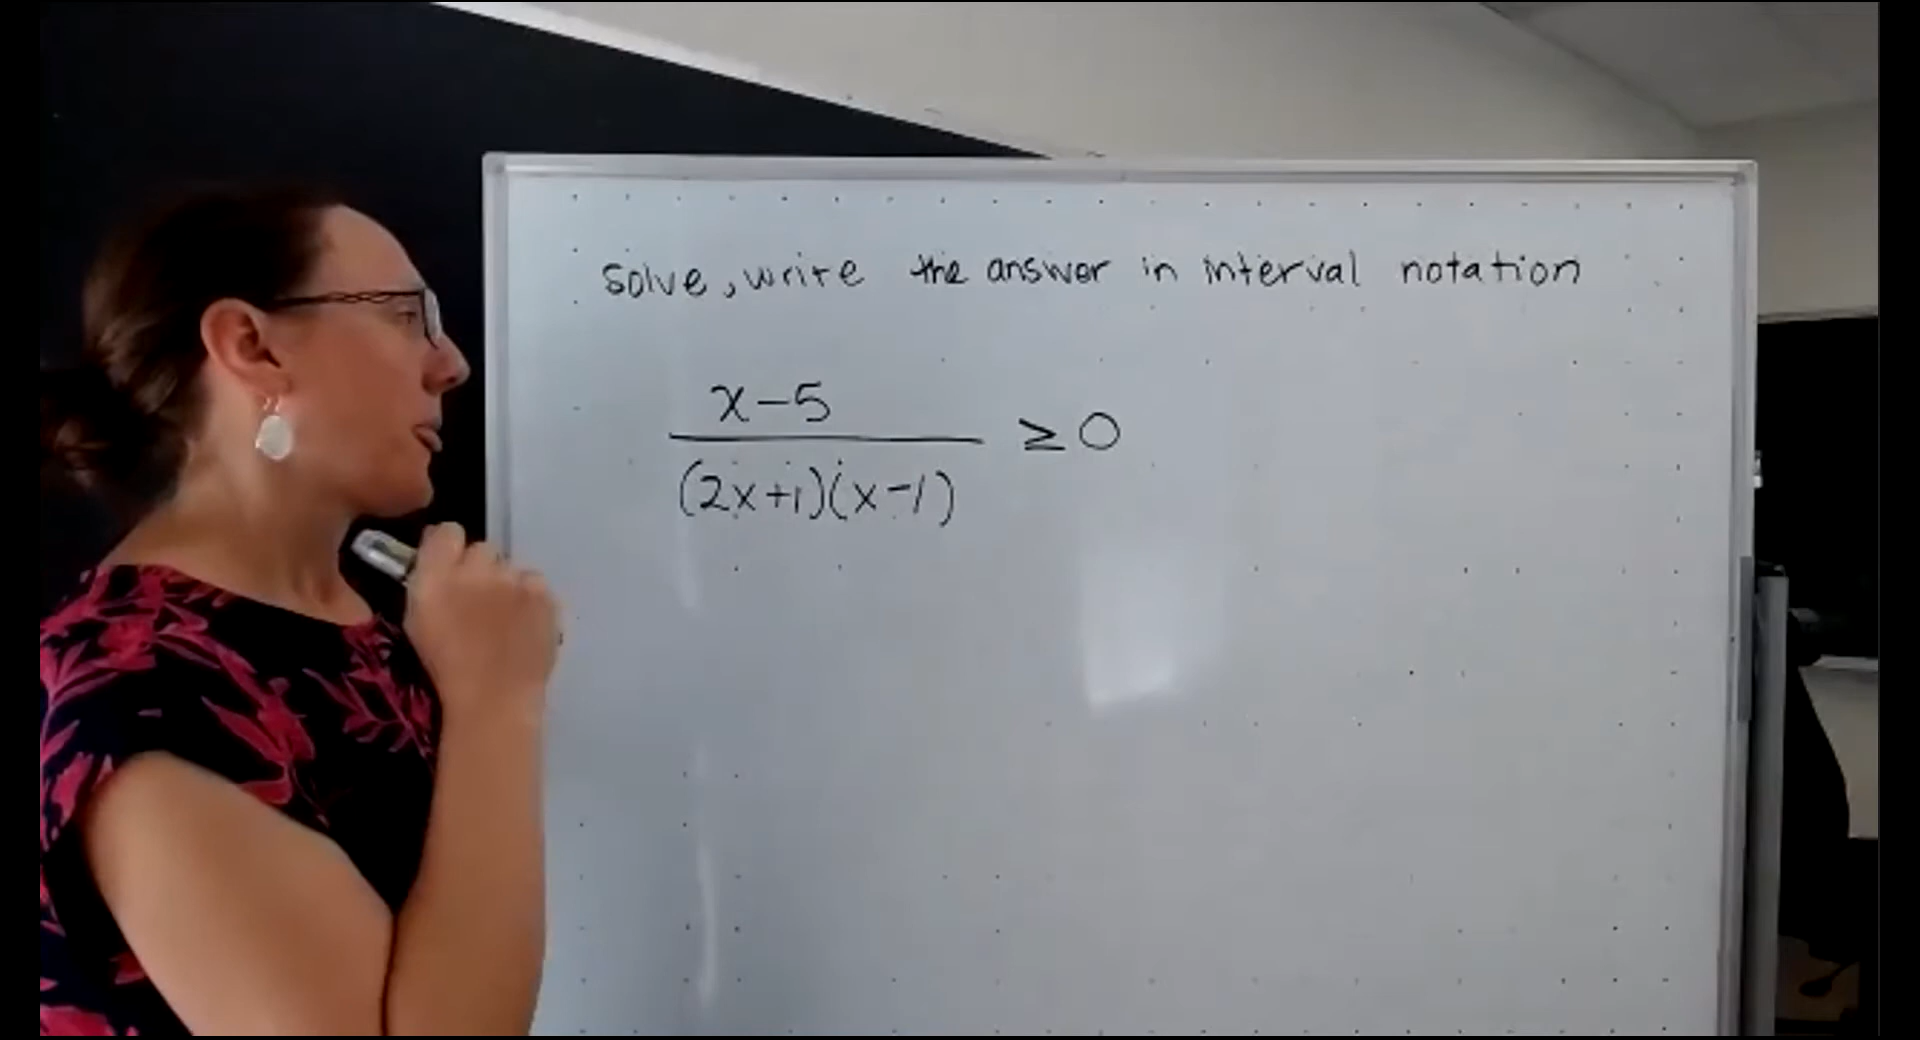 Solve, write the answer in interval notation
x-5
(2x+1)(x-1) ≥0